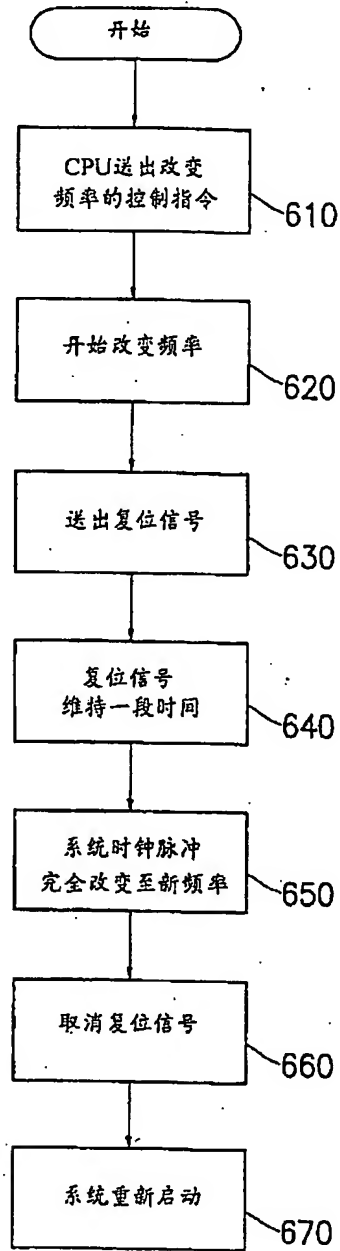 开始
CPU送出改变
频率的控制指令
610
开始改变频率
620
送出复位信号
630
复位信号
维持一段时间
640
系统时钟脉冲
完全改变至新频率
650
取消复位信号
660
系统重新启动
670